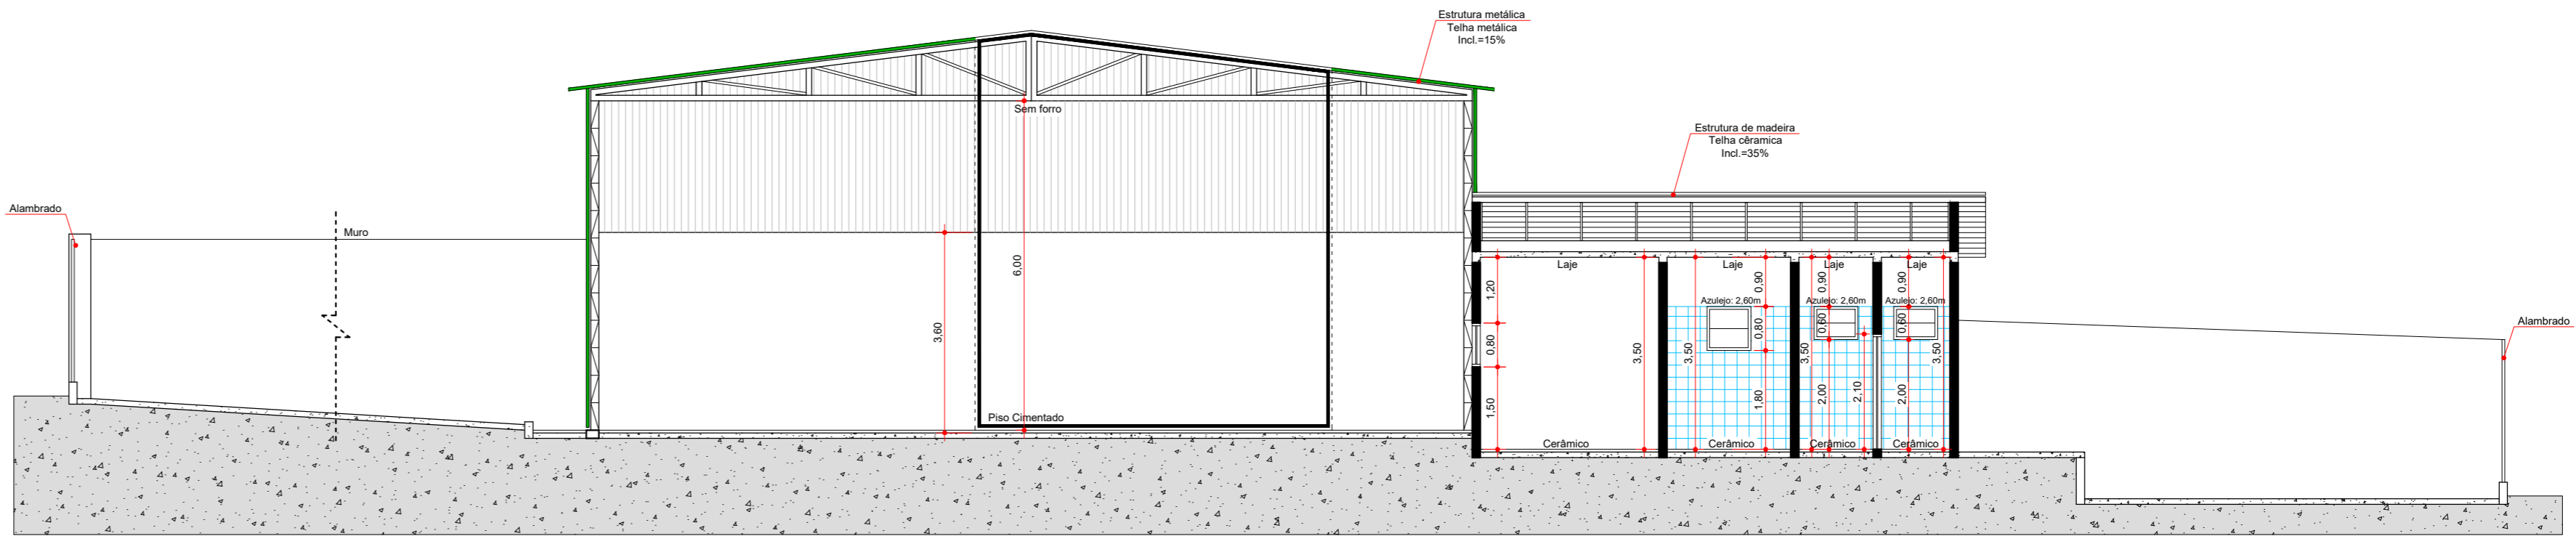 Estrutura metálica
Telha metálica
Incl.=15%
Sem forro
Estrutura de madeira
Telha cêramica
Incl.=35%
Alambrado
Muro
6,00
3,60
Piso Cimentado
Laje
Laje
Laje
Laje
1,20
0,80
1,50
3,50
3,50
0,90
0,80
1,80
Azulejo: 2,60m
Azulejo: 2,60m
Azulejo: 2,60m
3,50
0,90
0,60
2,00
2,10
0,90
0,60
2,00
3,50
Cerâmico
Cerâmico
Cerâmico
Cerâmico
Alambrado